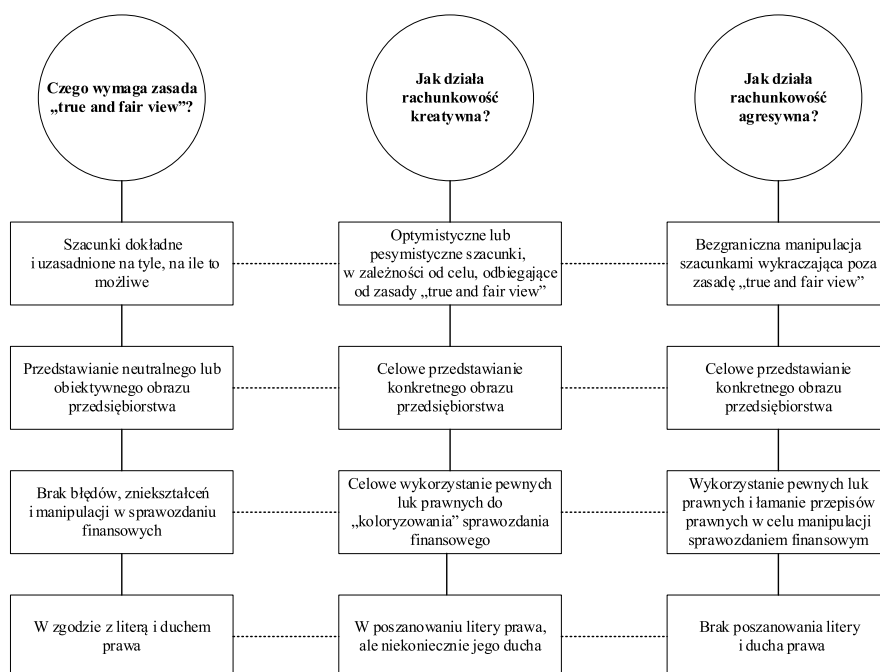 Czego wymaga zasada
„true and fair view”?
Jak działa
rachunkowość
kreatywna?
Jak działa
rachunkowość
agresywna?
Szacunki dokładne
i uzasadnione na tyle, na ile to
możliwe
Optymistyczne lub
pesymistyczne szacunki,
w zależności od celu, odbiegające
od zasady „true and fair view”
Bezgraniczna manipulacja
szacunkami wykraczająca poza
zasadę „true and fair view”
Przedstawianie neutralnego lub
obiektywnego obrazu
przedsiębiorstwa
Celowe przedstawianie
konkretnego obrazu
przedsiębiorstwa
Celowe przedstawianie
konkretnego obrazu
przedsiębiorstwa
Brak błędów, zniekształceń
i manipulacji w sprawozdaniu
finansowych
Celowe wykorzystanie pewnych
luk prawnych do
„koloryzowania” sprawozdania
finansowego
Wykorzystanie pewnych luk
prawnych i łamanie przepisów
prawnych w celu manipulacji
sprawozdaniem finansowym
W zgodzie z literą i duchem
prawa
W poszanowaniu litery prawa,
ale niekoniecznie jego ducha
Brak poszanowania litery
i ducha prawa